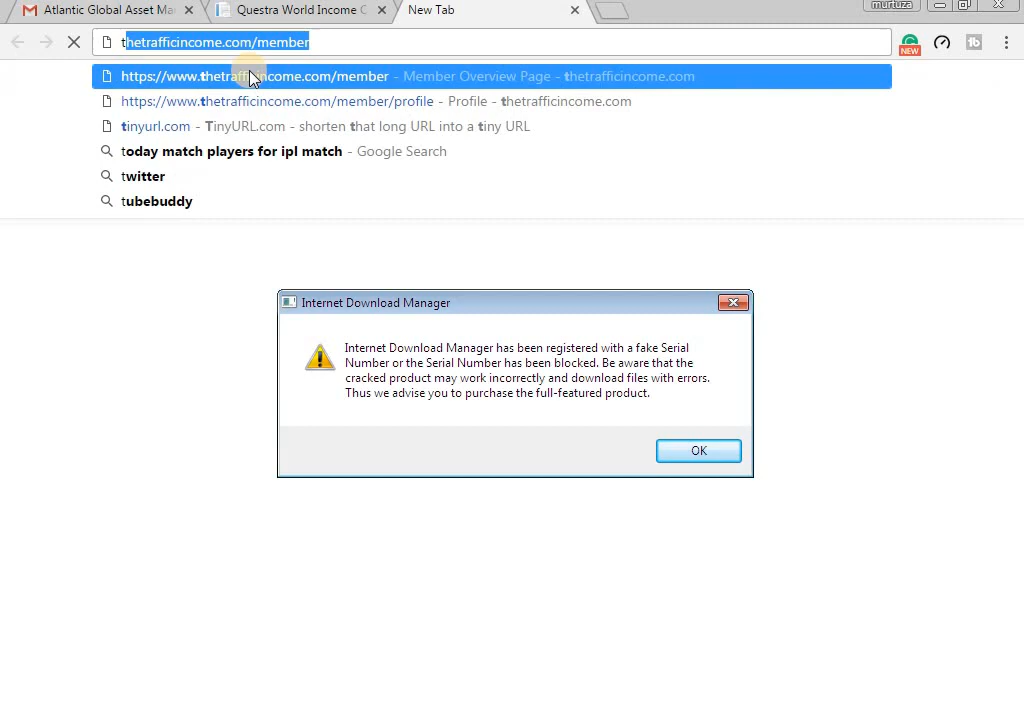 Atlantic Global Asset Ma
Questra World Income C
New Tab
murtuza
thetrafficincome.com/member
NEW
tb
https://www.thetrafficincome.com/member - Member Overview Page - thetrafficincome.com
https://www.thetrafficincome.com/member/profile - Profile - thetrafficincome.com
tinyurl.com - TinyURL.com - shorten that long URL into a tiny URL
today match players for ipl match - Google Search
twitter
tubebuddy
Internet Download Manager
Internet Download Manager has been registered with a fake Serial
Number or the Serial Number has been blocked. Be aware that the
cracked product may work incorrectly and download files with errors.
Thus we advise you to purchase the full-featured product.
OK